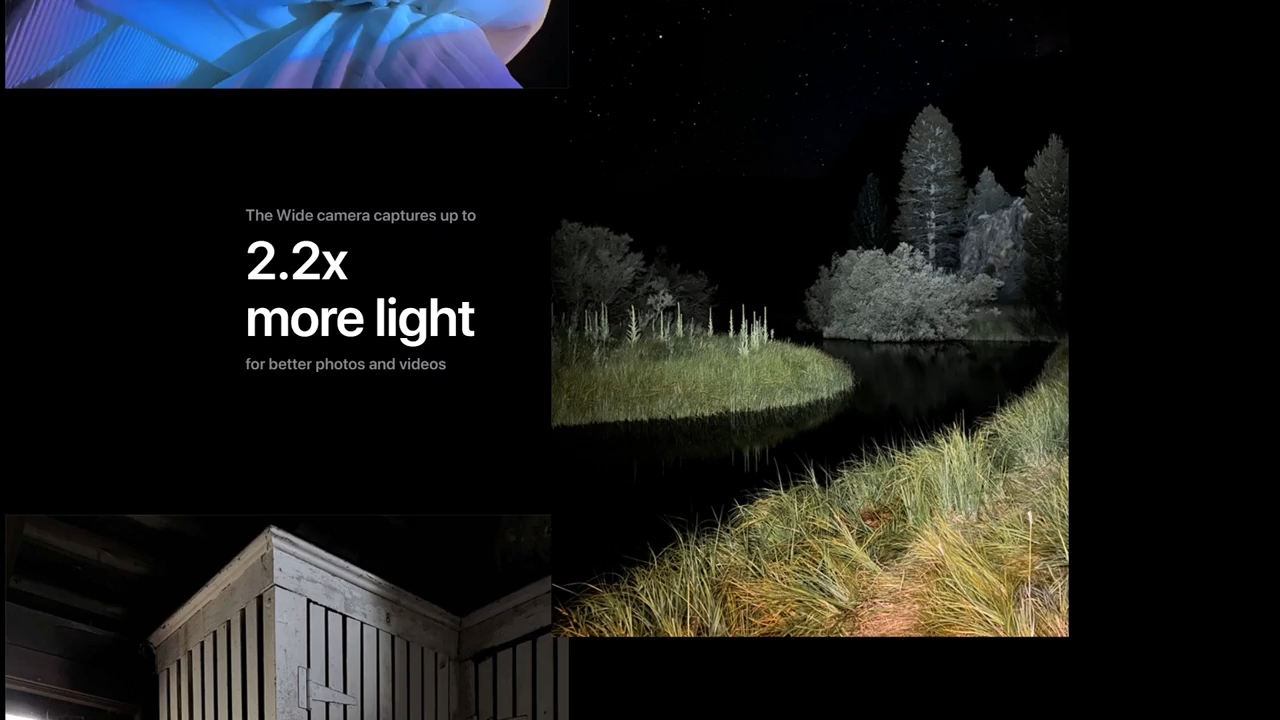 The Wide camera captures up to
2.2x
more light
for better photos and videos